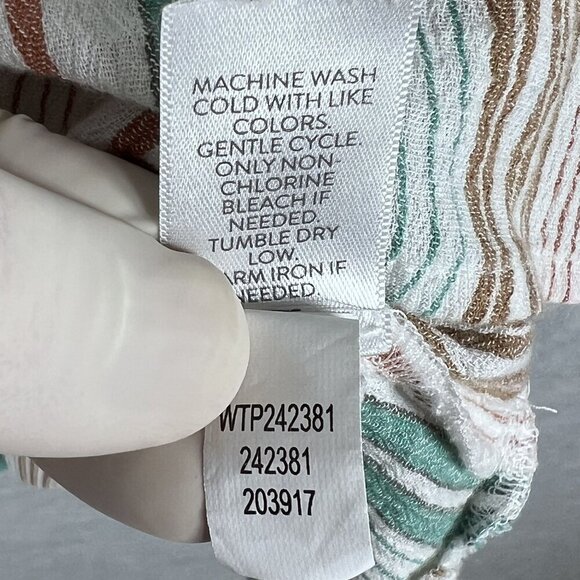 MACHINE WASH
COLD WITH LIKE
COLORS.
GENTLE CYCLE.
ONLY NON-
CHLORINE
BLEACH IF
NEEDED.
TUMBLE DRY
LOW.
ARM IRON IF
NEEDED.
WTP242381
242381
203917